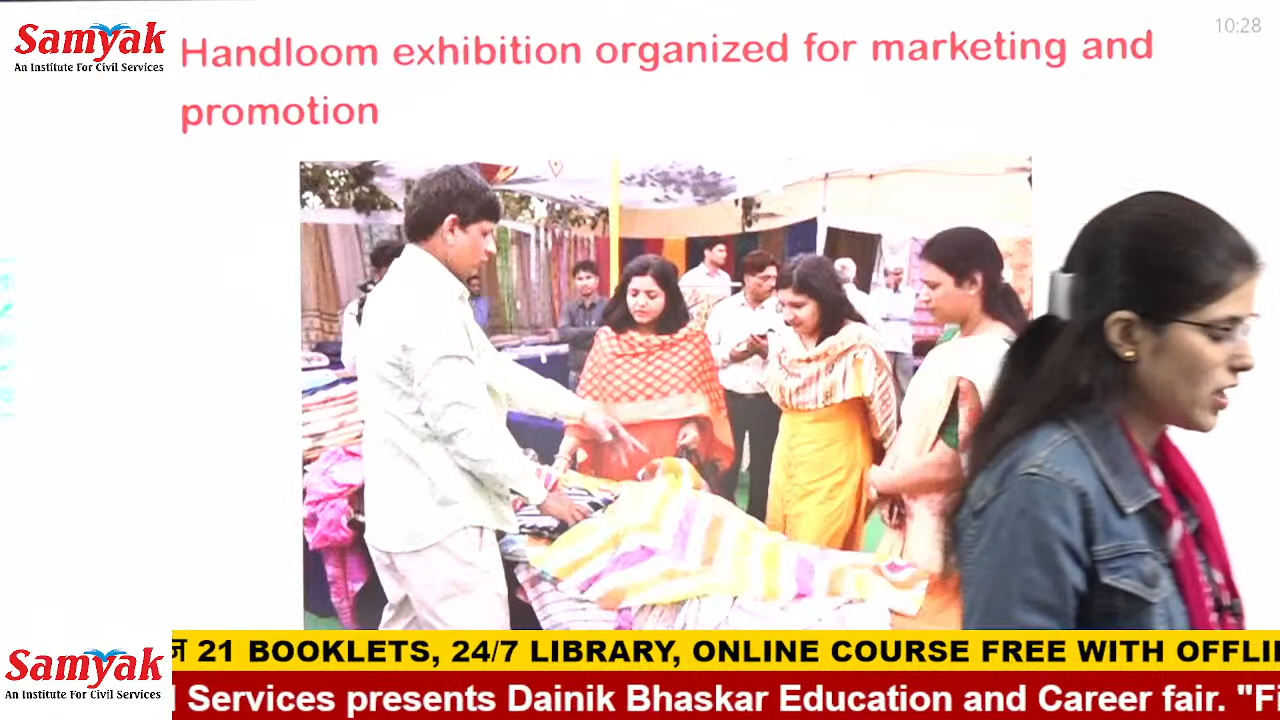 Samyak
An Institute For Civil Services
10:28
Handloom exhibition organized for marketing and
promotion
21 BOOKLETS, 24/7 LIBRARY, ONLINE COURSE FREE WITH
Samyak
An Institute For Civil Services
Services presents Dainik Bhaskar Education and Career fair.